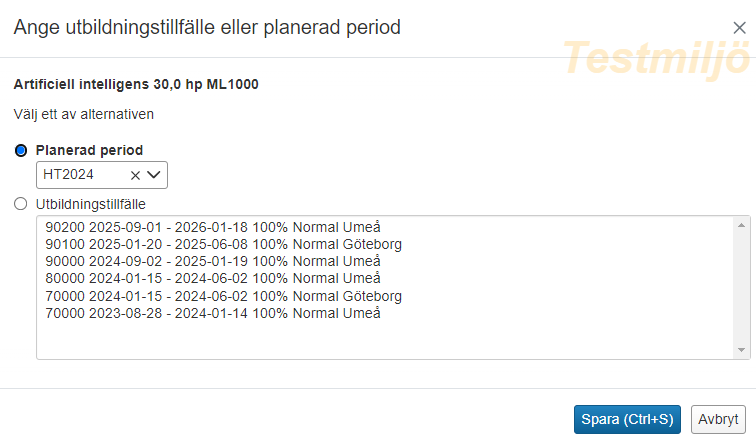 Ange utbildningstillfälle eller planerad period
Testmiljö
Artificiell intelligens 30,0 hp ML1000
Välj ett av alternativen
Planerad period
HT2024
Utbildningstillfälle
90200 2025-09-01 - 2026-01-18 100% Normal Umeå
90100 2025-01-20 - 2025-06-08 100% Normal Göteborg
90000 2024-09-02 - 2025-01-19 100% Normal Umeå
80000 2024-01-15 - 2024-06-02 100% Normal Umeå
70000 2024-01-15 - 2024-06-02 100% Normal Göteborg
70000 2023-08-28 - 2024-01-14 100% Normal Umeå
Spara (Ctrl+S) Avbryt